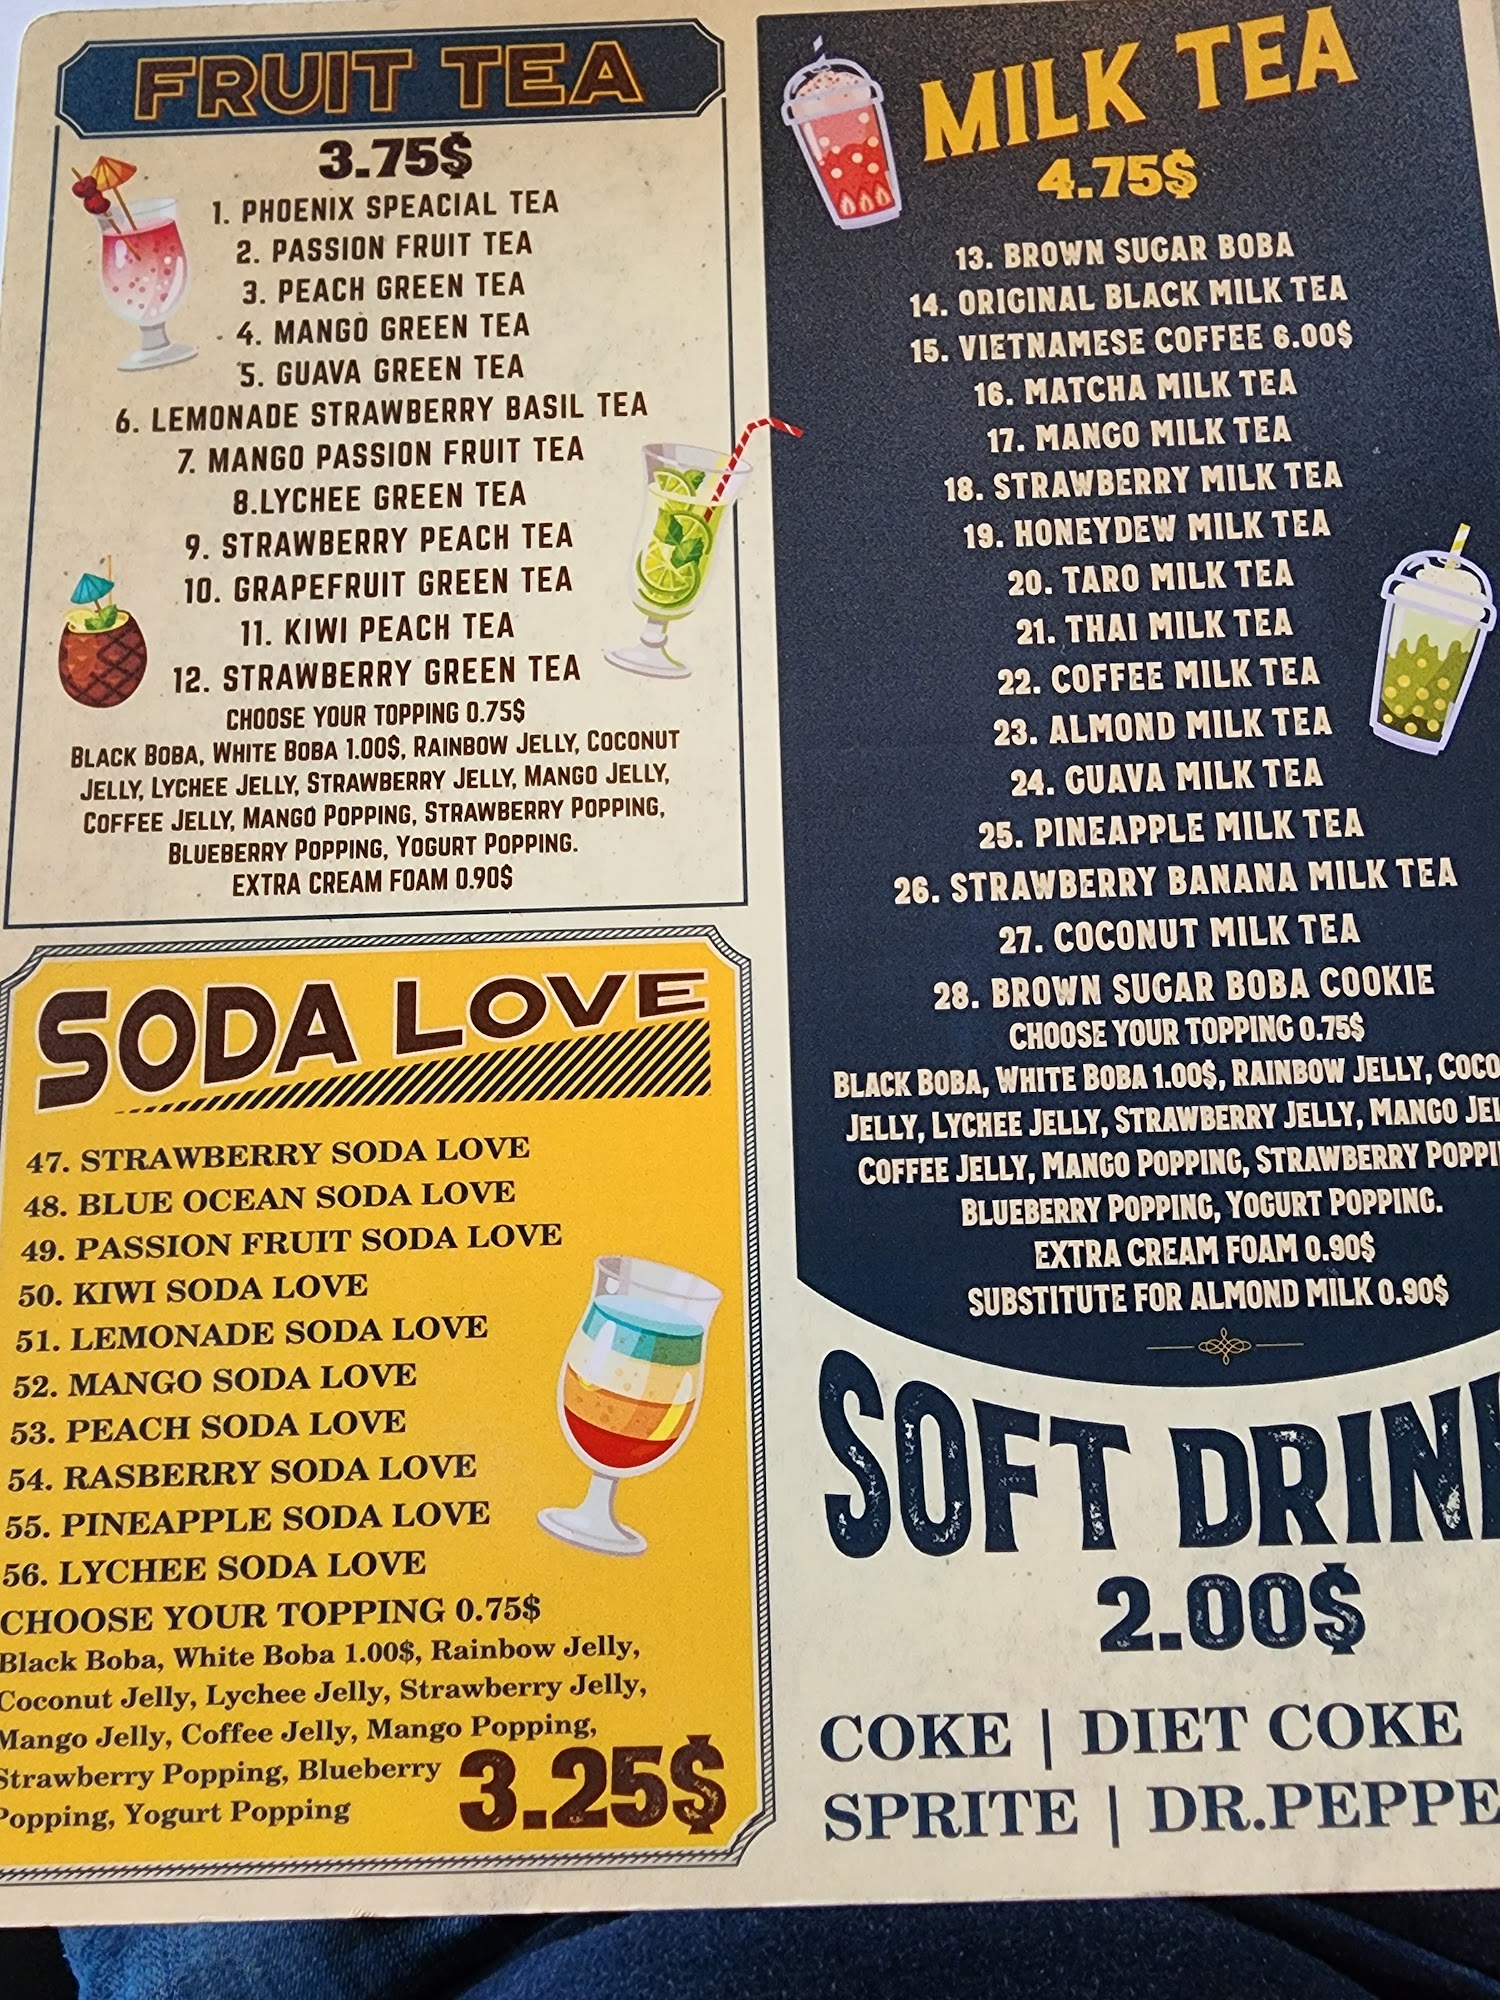 FRUIT TEA
3.75$
1. PHOENIX SPEACIAL TEA
2. PASSION FRUIT TEA
3. PEACH GREEN TEA
4. MANGO GREEN TEA
5. GUAVA GREEN TEA
6. LEMONADE STRAWBERRY BASIL TEA
7. MANGO PASSION FRUIT TEA
8.LYCHEE GREEN TEA
9. STRAWBERRY PEACH TEA
10. GRAPEFRUIT GREEN TEA
11. KIWI PEACH TEA
12. STRAWBERRY GREEN TEA
CHOOSE YOUR TOPPING 0.75$
BLACK BOBA, WHITE BOBA 1.00$, RAINBOW JELLY, COCONUT
JELLY, LYCHEE JELLY, STRAWBERRY JELLY, MANGO JELLY,
COFFEE JELLY, MANGO POPPING, STRAWBERRY POPPING,
BLUEBERRY POPPING, YOGURT POPPING.
EXTRA CREAM FOAM 0.90$
SODA LOVE
47. STRAWBERRY SODA LOVE
48. BLUE OCEAN SODA LOVE
49. PASSION FRUIT SODA LOVE
50. KIWI SODA LOVE
51. LEMONADE SODA LOVE
52. MANGO SODA LOVE
53. PEACH SODA LOVE
54. RASBERRY SODA LOVE
55. PINEAPPLE SODA LOVE
56. LYCHEE SODA LOVE
CHOOSE YOUR TOPPING 0.75$
Black Boba, White Boba 1.00$, Rainbow Jelly,
Coconut Jelly, Lychee Jelly, Strawberry Jelly,
Mango Jelly, Coffee Jelly, Mango Popping,
Strawberry Popping, Blueberry
Popping, Yogurt Popping
3.25$
MILK TEA
4.75$
13. BROWN SUGAR BOBA
14. ORIGINAL BLACK MILK TEA
15. VIETNAMESE COFFEE 6.00$
16. MATCHA MILK TEA
17. MANGO MILK TEA
18. STRAWBERRY MILK TEA
19. HONEYDEW MILK TEA
20. TARO MILK TEA
21. THAI MILK TEA
22. COFFEE MILK TEA
23. ALMOND MILK TEA
24. GUAVA MILK TEA
25. PINEAPPLE MILK TEA
26. STRAWBERRY BANANA MILK TEA
27. COCONUT MILK TEA
28. BROWN SUGAR BOBA COOKIE
CHOOSE YOUR TOPPING 0.75$
BLACK BOBA, WHITE BOBA 1.00$, RAINBOW JELLY, COCO
JELLY, LYCHEE JELLY, STRAWBERRY JELLY, MANGO JEL
COFFEE JELLY, MANGO POPPING, STRAWBERRY POPPI
BLUEBERRY POPPING, YOGURT POPPING.
EXTRA CREAM FOAM 0.90$
SUBSTITUTE FOR ALMOND MILK 0.90$
SOFT DRIN
2.00$
COKE | DIET COKE
SPRITE | DR.PEPPE